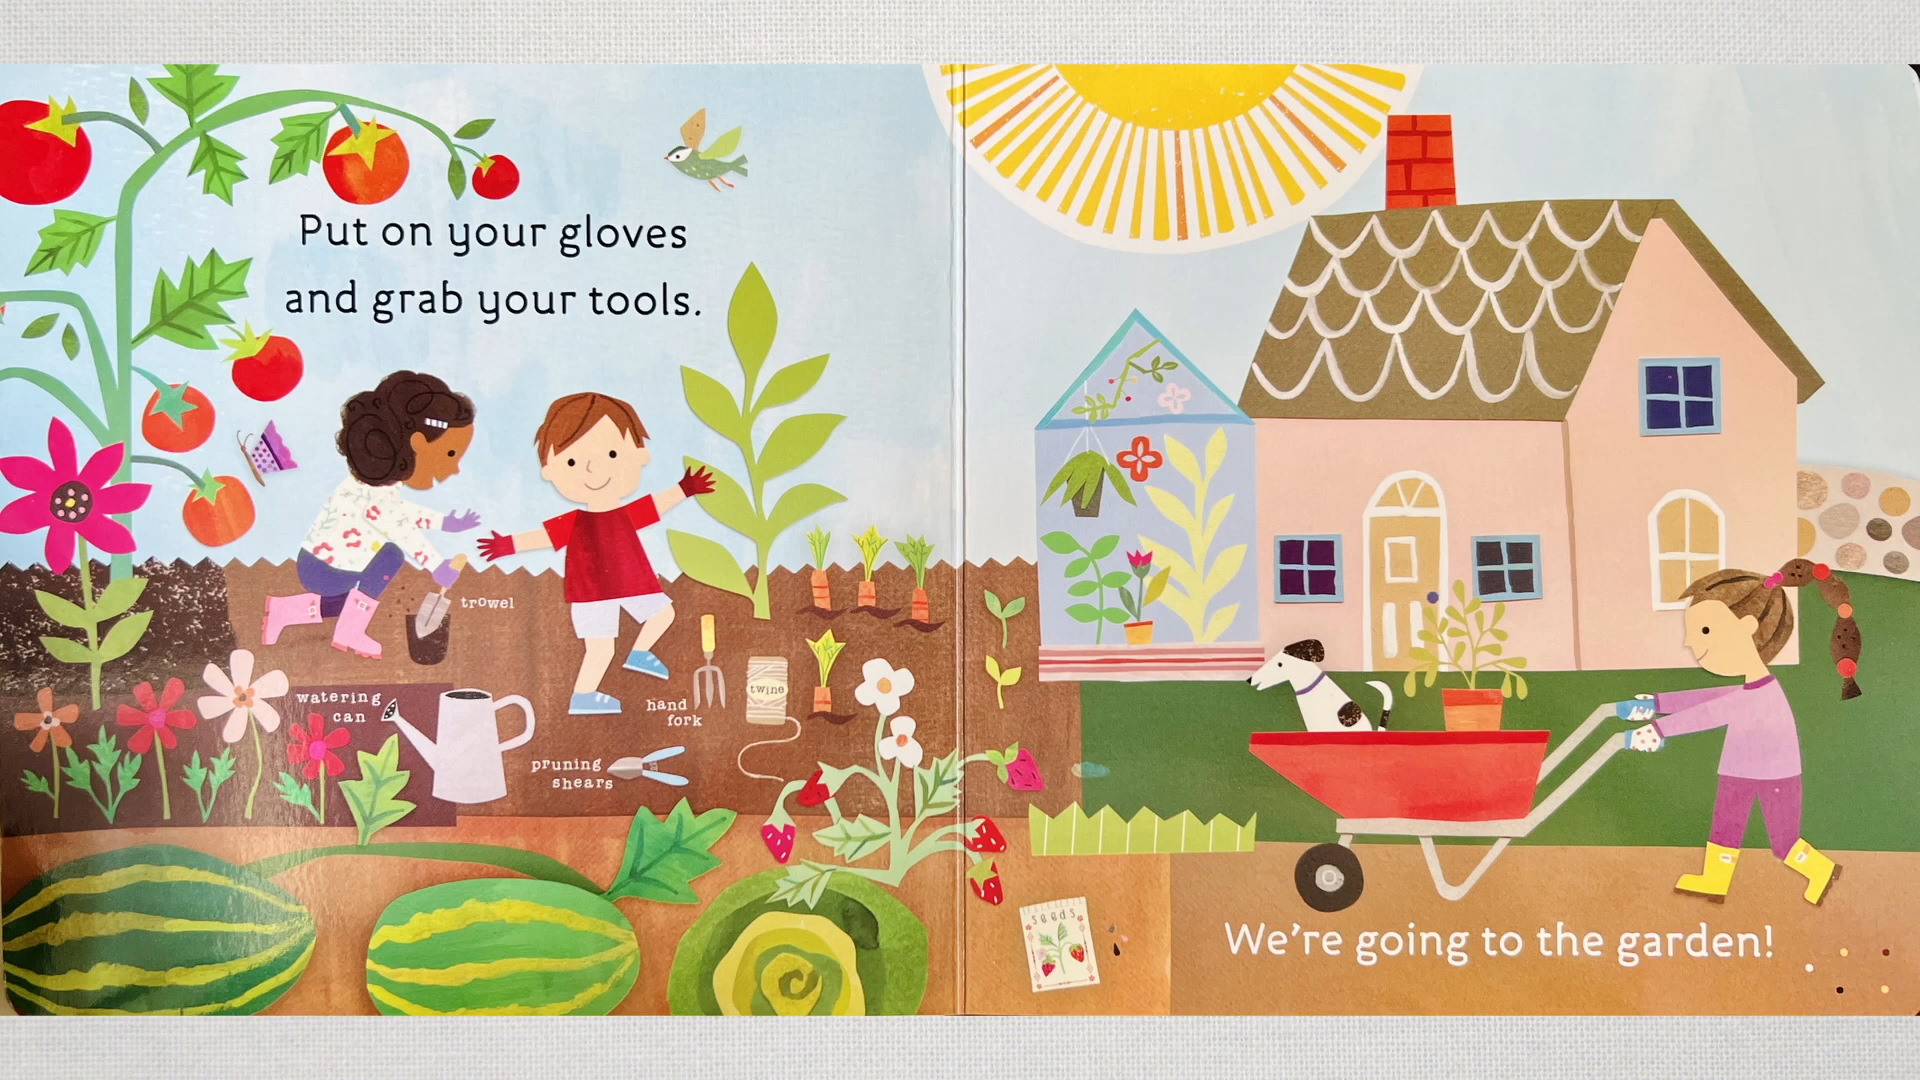 Put on your gloves
and grab your tools.
trowel
watering
can
hand
fork
twine
pruning
shears
seeds
We're going to the garden!